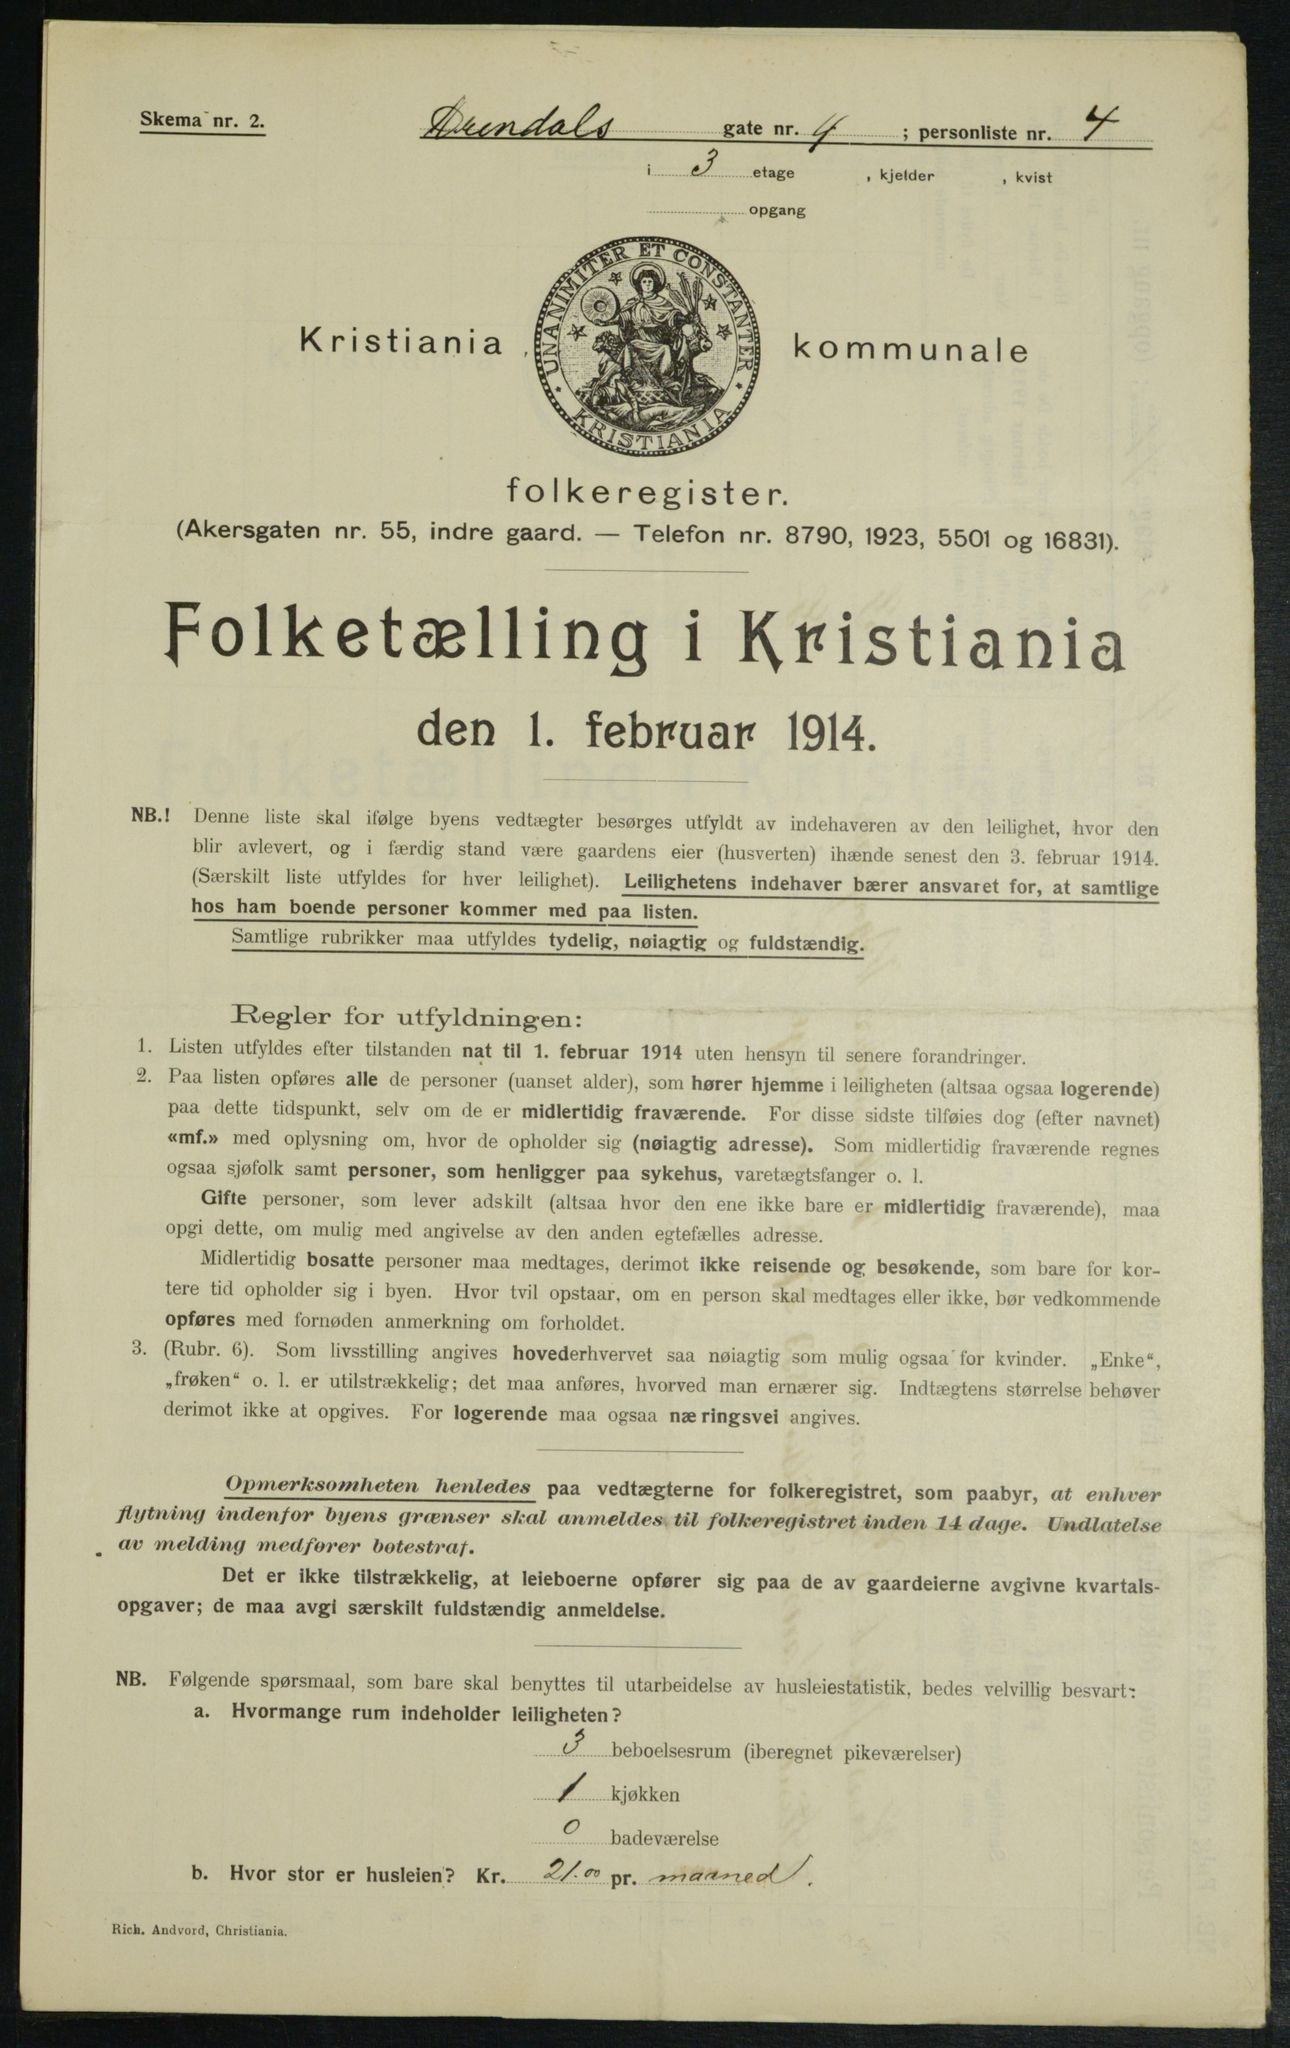 Skema nr. 2.
Arendals gate nr. 4 ; personliste nr. 4
i 3 etage , kjelder , kvist
opgang
UNANIMITER ET CONSTANTER
KRISTIANIA
Kristiania kommunale
folkeregister.
(Akersgaten nr. 55, indre gaard. — Telefon nr. 8790, 1923, 5501 og 16831).
Folketælling i Kristiania
den 1. februar 1914.
NB.! Denne liste skal ifølge byens vedtægter besørges utfyldt av indehaveren av den leilighet, hvor den
blir avlevert, og i færdig stand være gaardens eier (husverten) ihænde senest den 3. februar 1914.
(Særskilt liste utfyldes for hver leilighet). Leilighetens indehaver bærer ansvaret for, at samtlige
hos ham boende personer kommer med paa listen.
Samtlige rubrikker maa utfyldes tydelig, nøiagtig og fuldstændig.
Regler for utfyldningen:
1. Listen utfyldes efter tilstanden nat til 1. februar 1914 uten hensyn til senere forandringer.
2. Paa listen opføres alle de personer (uanset alder), som hører hjemme i leiligheten (altsaa ogsaa logerende)
paa dette tidspunkt, selv om de er midlertidig fraværende. For disse sidste tilføies dog (efter navnet)
«mf.» med oplysning om, hvor de opholder sig (nøiagtig adresse). Som midlertidig fraværende regnes
ogsaa sjøfolk samt personer, som henligger paa sykehus, varetægtsfanger o. l.
Gifte personer, som lever adskilt (altsaa hvor den ene ikke bare er midlertidig fraværende), maa
opgi dette, om mulig med angivelse av den anden egtefælles adresse.
Midlertidig bosatte personer maa medtages, derimot ikke reisende og besøkende, som bare for kor-
tere tid opholder sig i byen. Hvor tvil opstaar, om en person skal medtages eller ikke, bør vedkommende
opføres med fornøden anmerkning om forholdet.
3. (Rubr. 6). Som livsstilling angives hovederhvervet saa nøiagtig som mulig ogsaa for kvinder. „Enke“,
„frøken“ o. l. er utilstrækkelig; det maa anføres, hvorved man ernærer sig. Indtægtens størrelse behøver
derimot ikke at opgives. For logerende maa ogsaa næringsvei angives.
Opmerksomheten henledes paa vedtægterne for folkeregistret, som paabyr, at enhver
flytning indenfor byens grænser skal anmeldes til folkeregistret inden 14 dage. Undlatelse
av melding medfører botestraf.
Det er ikke tilstrækkelig, at leieboerne opfører sig paa de av gaardeierne avgivne kvartals-
opgaver; de maa avgi særskilt fuldstændig anmeldelse.
NB. Følgende spørsmaal, som bare skal benyttes til utarbeidelse av husleiestatistik, bedes velvillig besvart:
a. Hvormange rum indeholder leiligheten?
3 beboelsesrum (iberegnet pikeværelser)
1 kjøkken
0 badeværelse
b. Hvor stor er husleien? Kr. 21.00 pr. maaned.
Rich. Andvord, Christiania.